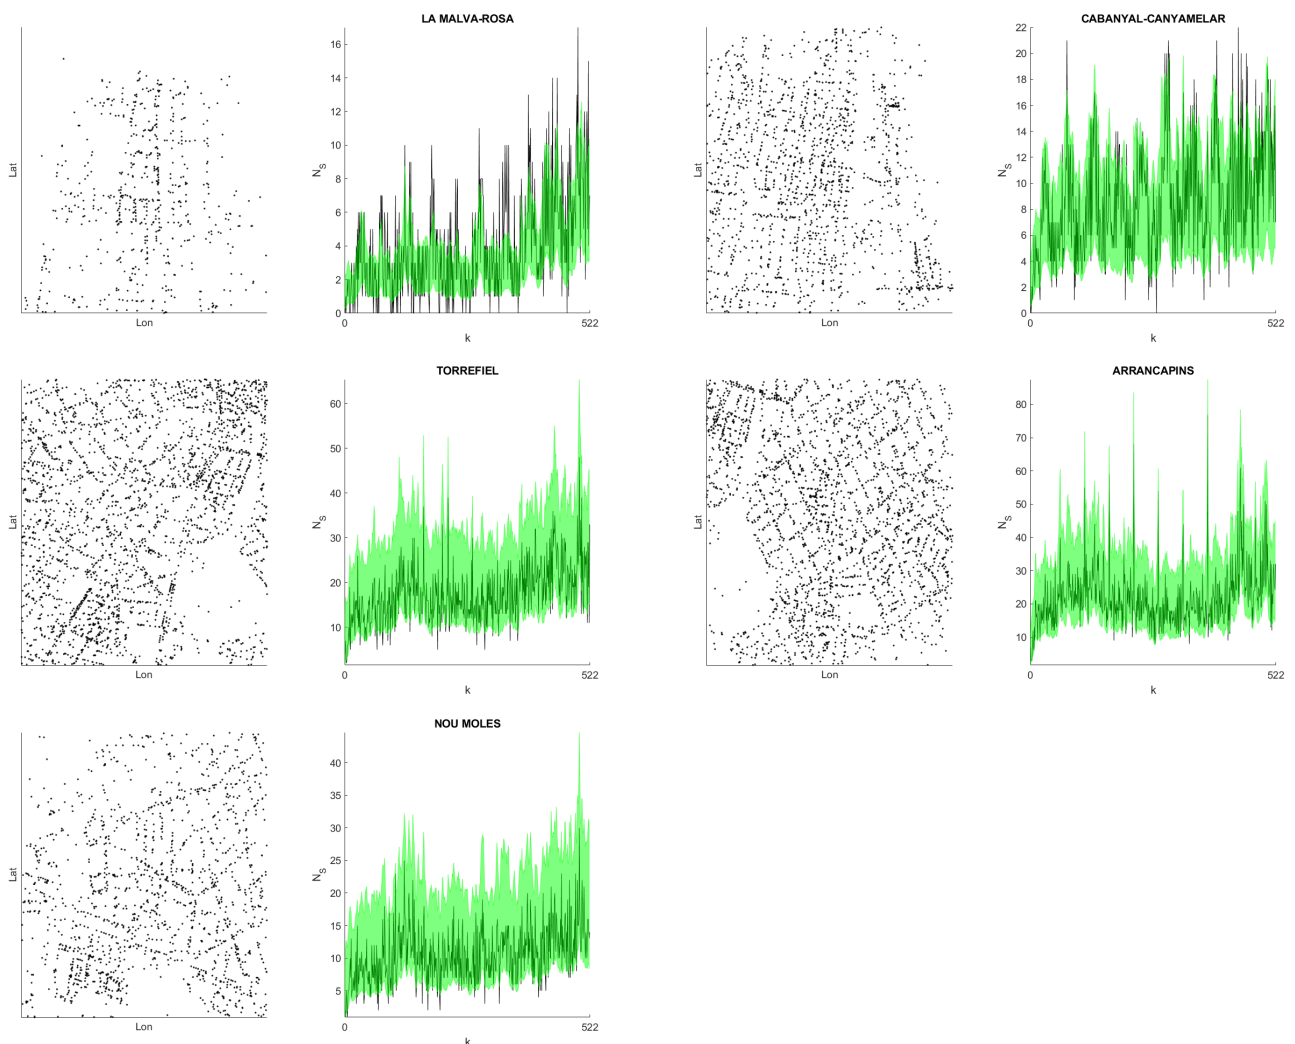 LA MALVA-ROSA
Lat
Lon
N_S
16
14
12
10
8
6
4
2
0
0
522
k
CABANYAL-CANYAMELAR
Lat
Lon
N_S
22
20
18
16
14
12
10
8
6
4
2
0
0
522
k
TORREFIEL
Lat
Lon
N_S
60
50
40
30
20
10
0
522
k
ARRANCAPINS
Lat
Lon
N_S
80
70
60
50
40
30
20
10
0
522
k
NOU MOLES
Lat
Lon
N_S
40
35
30
25
20
15
10
5
0
522
k